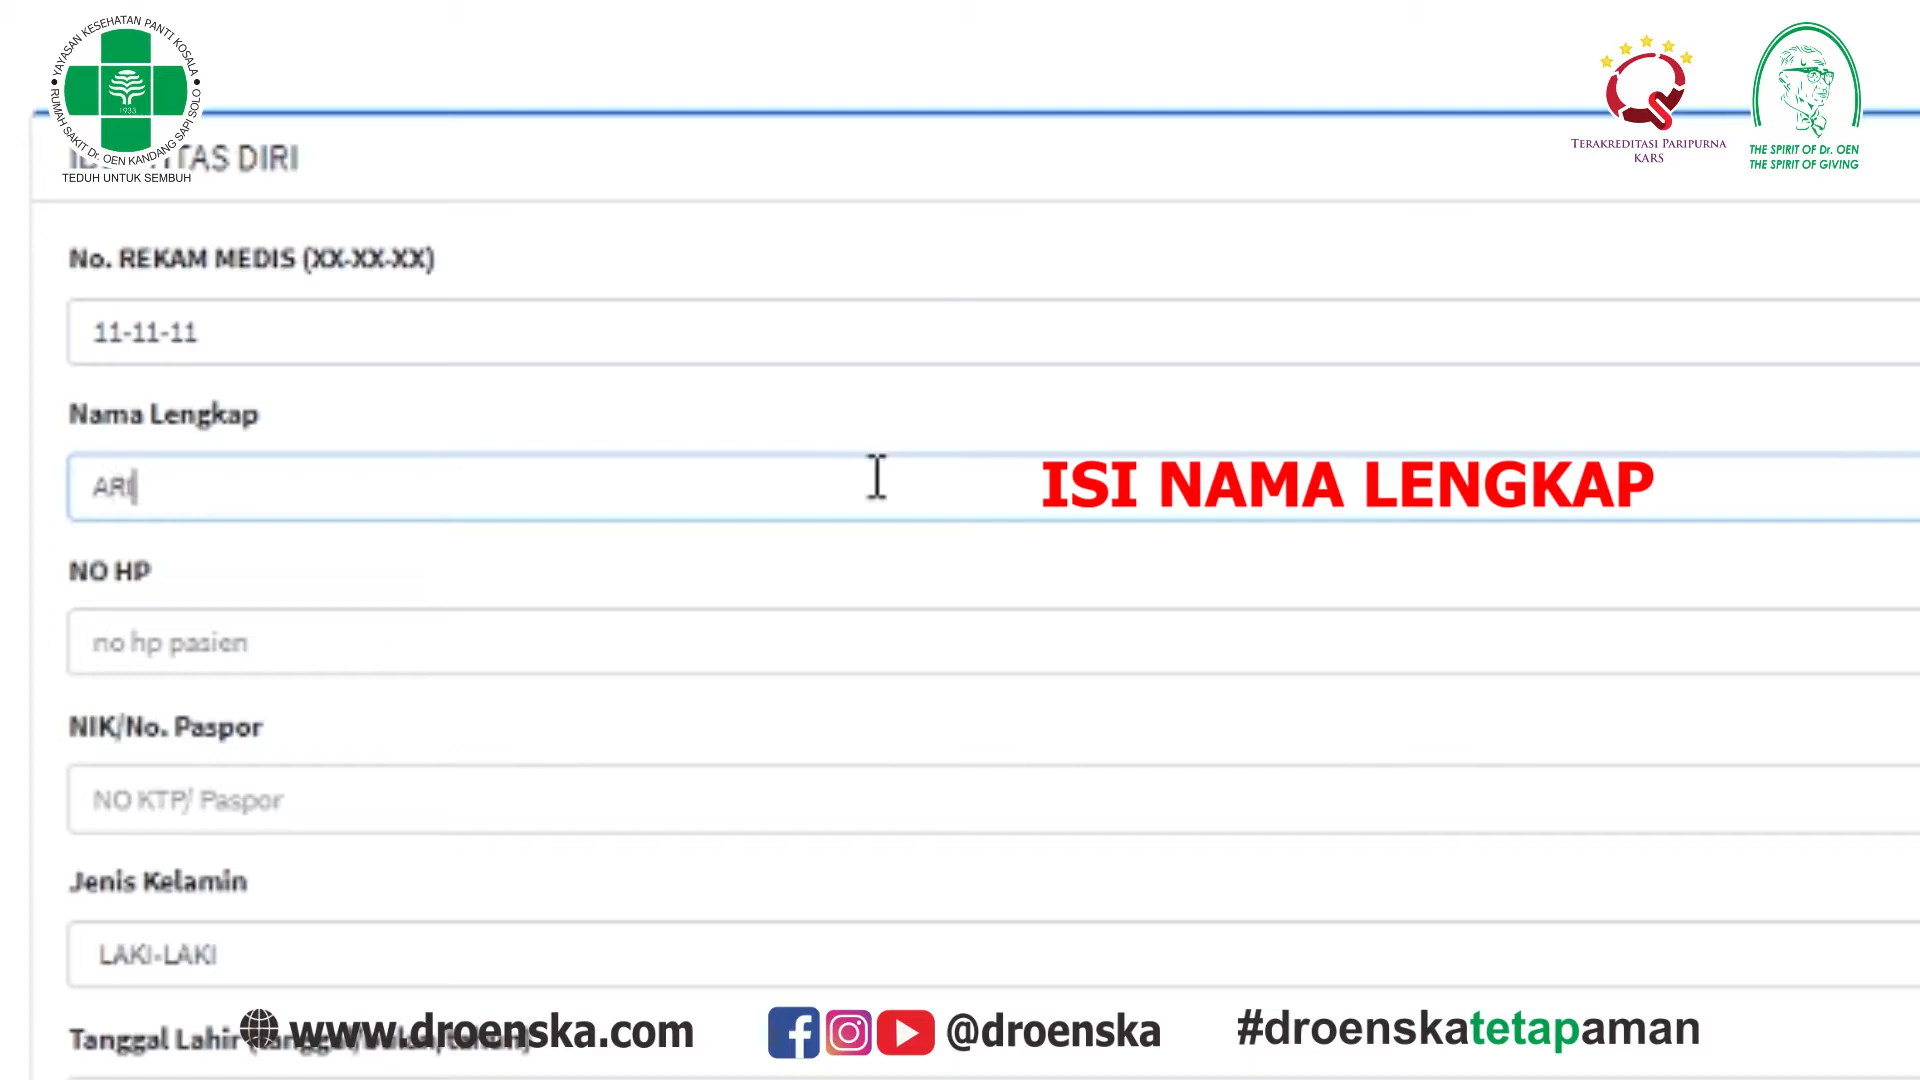 YAYASAN KESEHATAN PANTI KOSALA
RUMAH SAKIT Dr. OEN KANDANG SAPI SOLO
1933
TEDUH UNTUK SEMBUH
TERAKREDITASI PARIPURNA
KARS
THE SPIRIT OF Dr. OEN
THE SPIRIT OF GIVING
TAS DIRI
No. REKAM MEDIS (XX-XX-XX)
11-11-11
Nama Lengkap
ARI
ISI NAMA LENGKAP
NO HP
no hp pasien
NIK/No. Paspor
NO KTP/ Paspor
Jenis Kelamin
LAKI-LAKI
Tanggal Lahir
www.droenska.com
@droenska
#droenskatetapaman